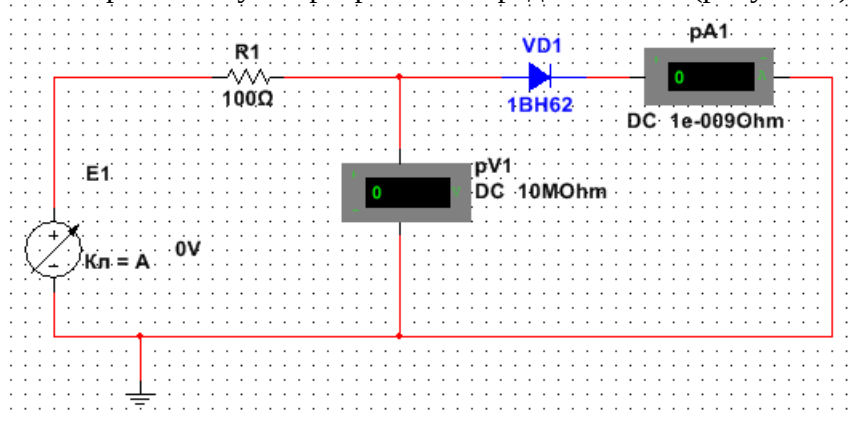 R1
100Ω
VD1
1BH62
pA1
0
DC 1e-009Ohm
E1
pV1
0
DC 10MOhm
Кл = A
0V